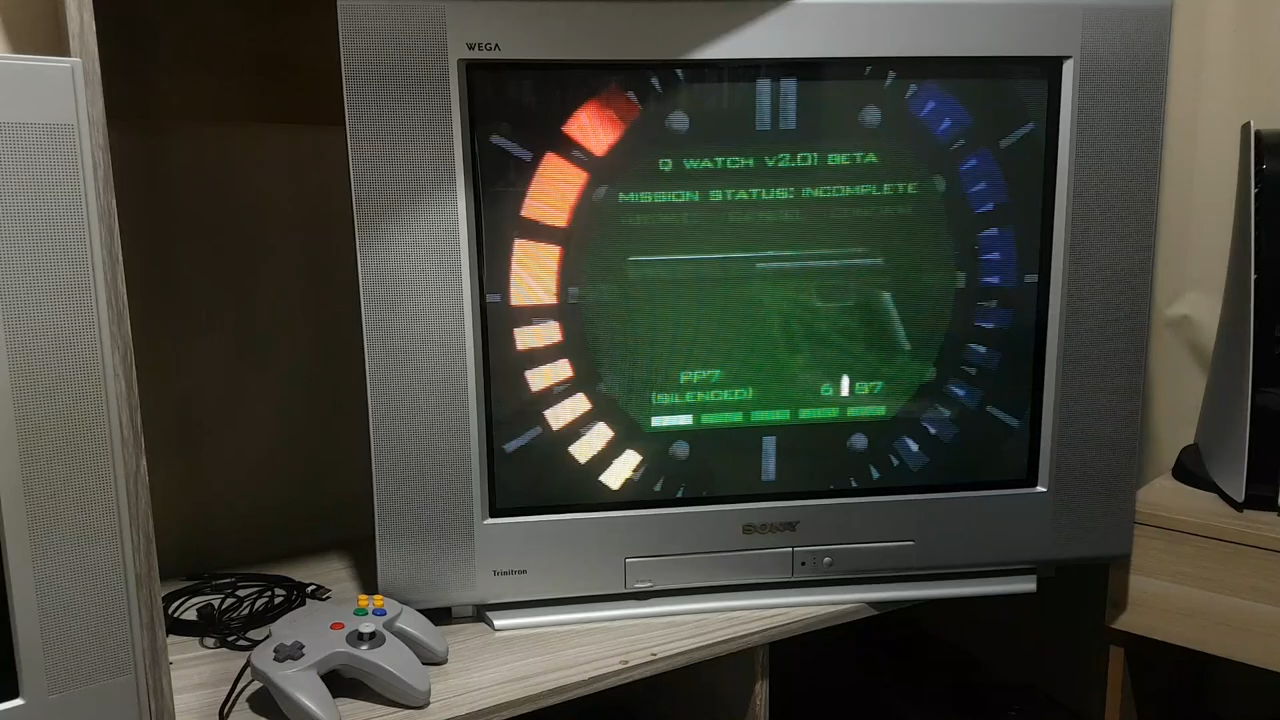 WEGA
Q WATCH V2.01 BETA
MISSION STATUS: INCOMPLETE
PP7
(SILENCED)
6 87
SONY
Trinitron